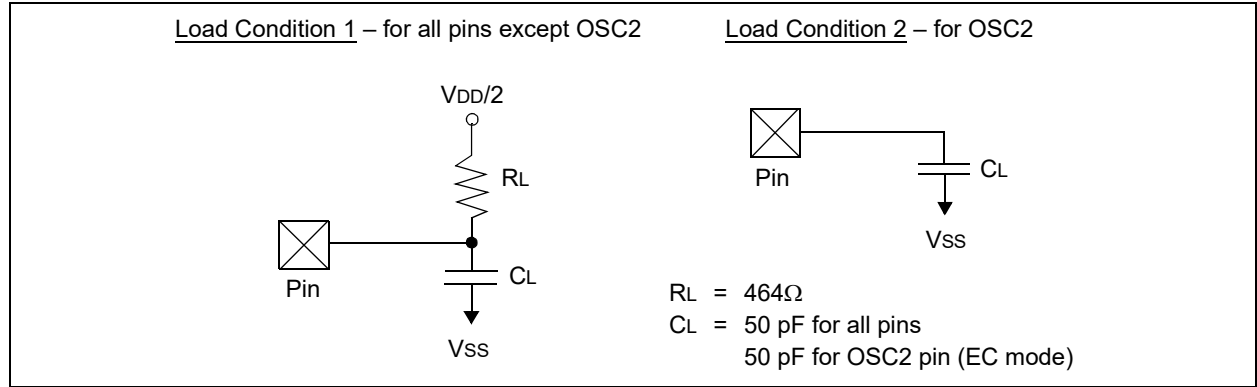 Load Condition 1 – for all pins except OSC2
Load Condition 2 – for OSC2
VDD/2
RL
Pin
CL
VSS
Pin
CL
VSS
RL = 464Ω
CL = 50 pF for all pins
50 pF for OSC2 pin (EC mode)